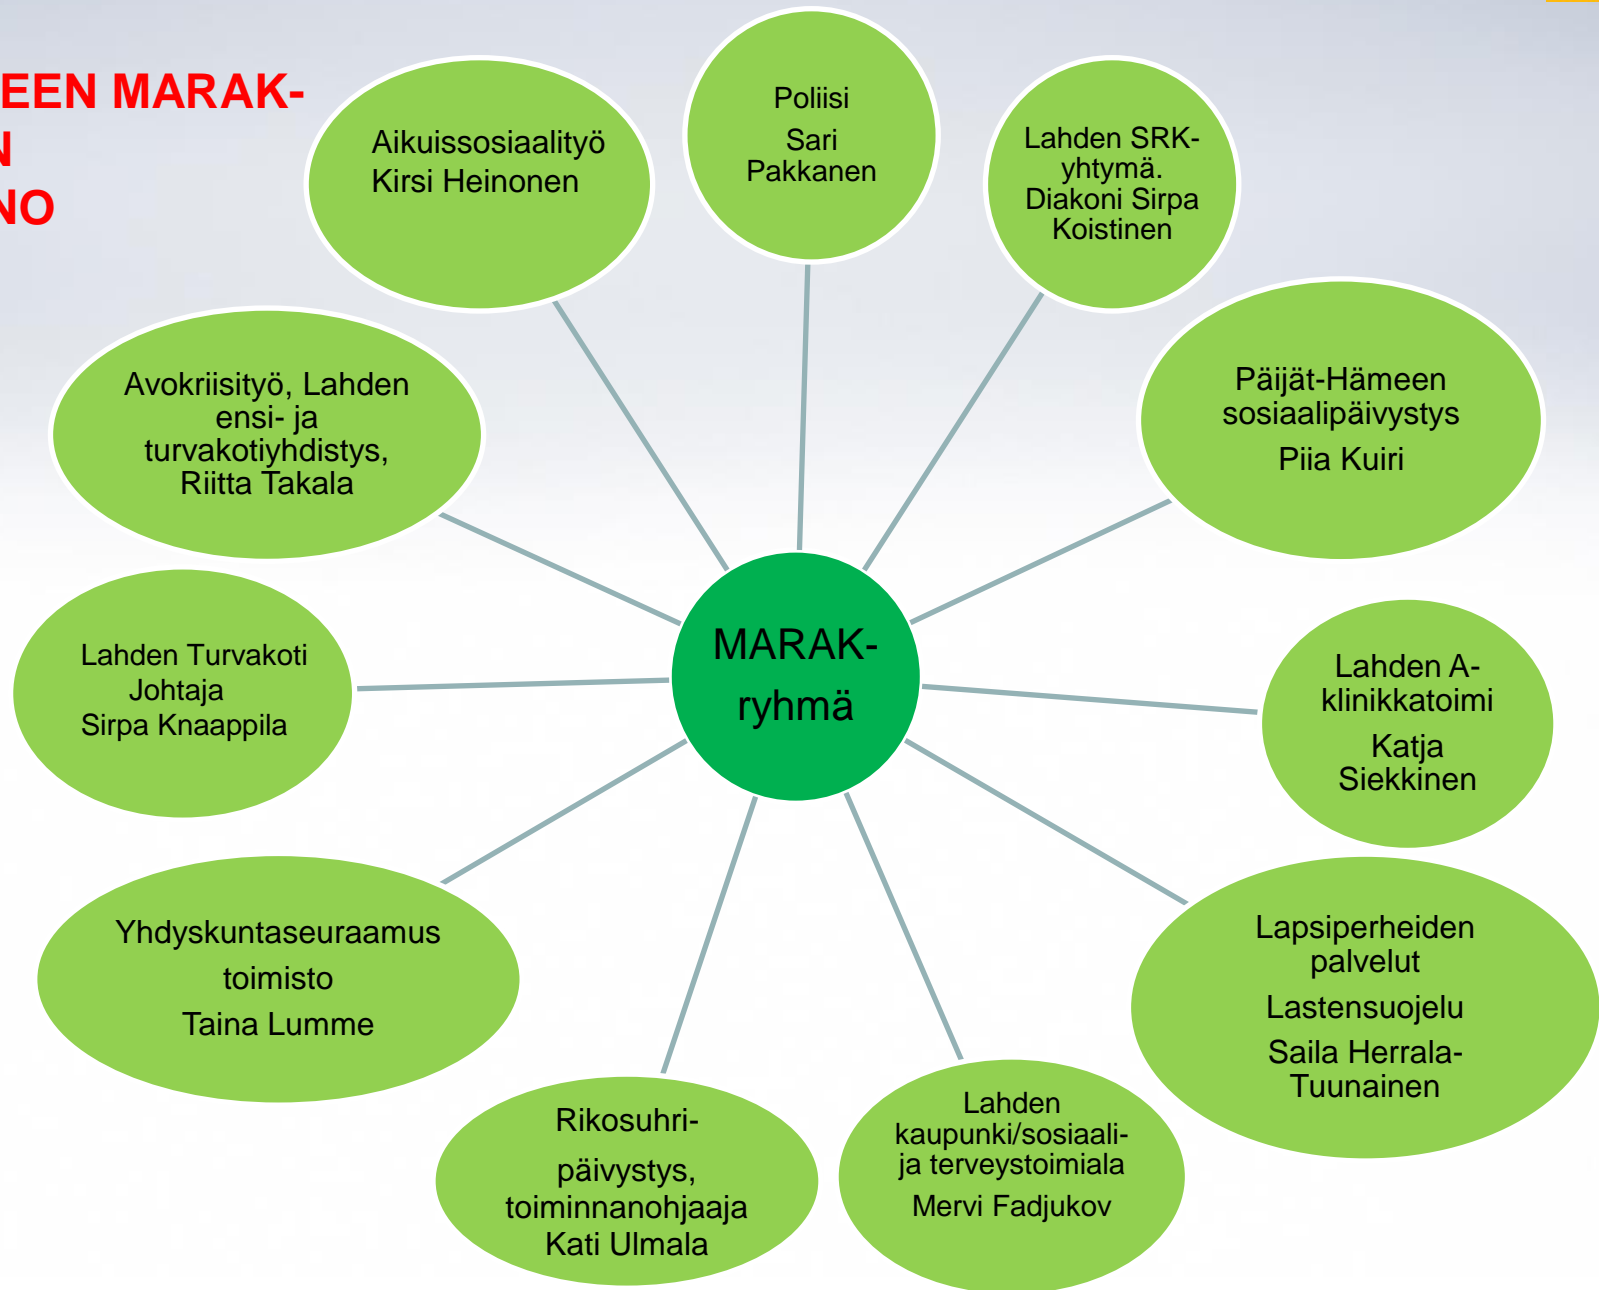 EEN MARAK-
N
NO
Poliisi
Sari
Pakkanen
Lahden SRK-
yhtymä.
Diakoni Sirpa
Koistinen
Päijät-Hämeen
sosiaalipäivystys
Piia Kuiri
Lahden A-
klinikkatoimi
Katja
Siekkinen
Lapsiperheiden
palvelut
Lastensuojelu
Saila Herrala-
Tuunainen
Lahden
kaupunki/sosiaali-
ja terveystoimiala
Mervi Fadjukov
Rikosuhri-
päivystys,
toiminnanohjaaja
Kati Ulmala
Yhdyskuntaseuraamus
toimisto
Taina Lumme
Lahden Turvakoti
Johtaja
Sirpa Knaappila
Avokriisityö, Lahden
ensi- ja
turvakotiyhdistys,
Riitta Takala
Aikuissosiaalityö
Kirsi Heinonen
MARAK-
ryhmä